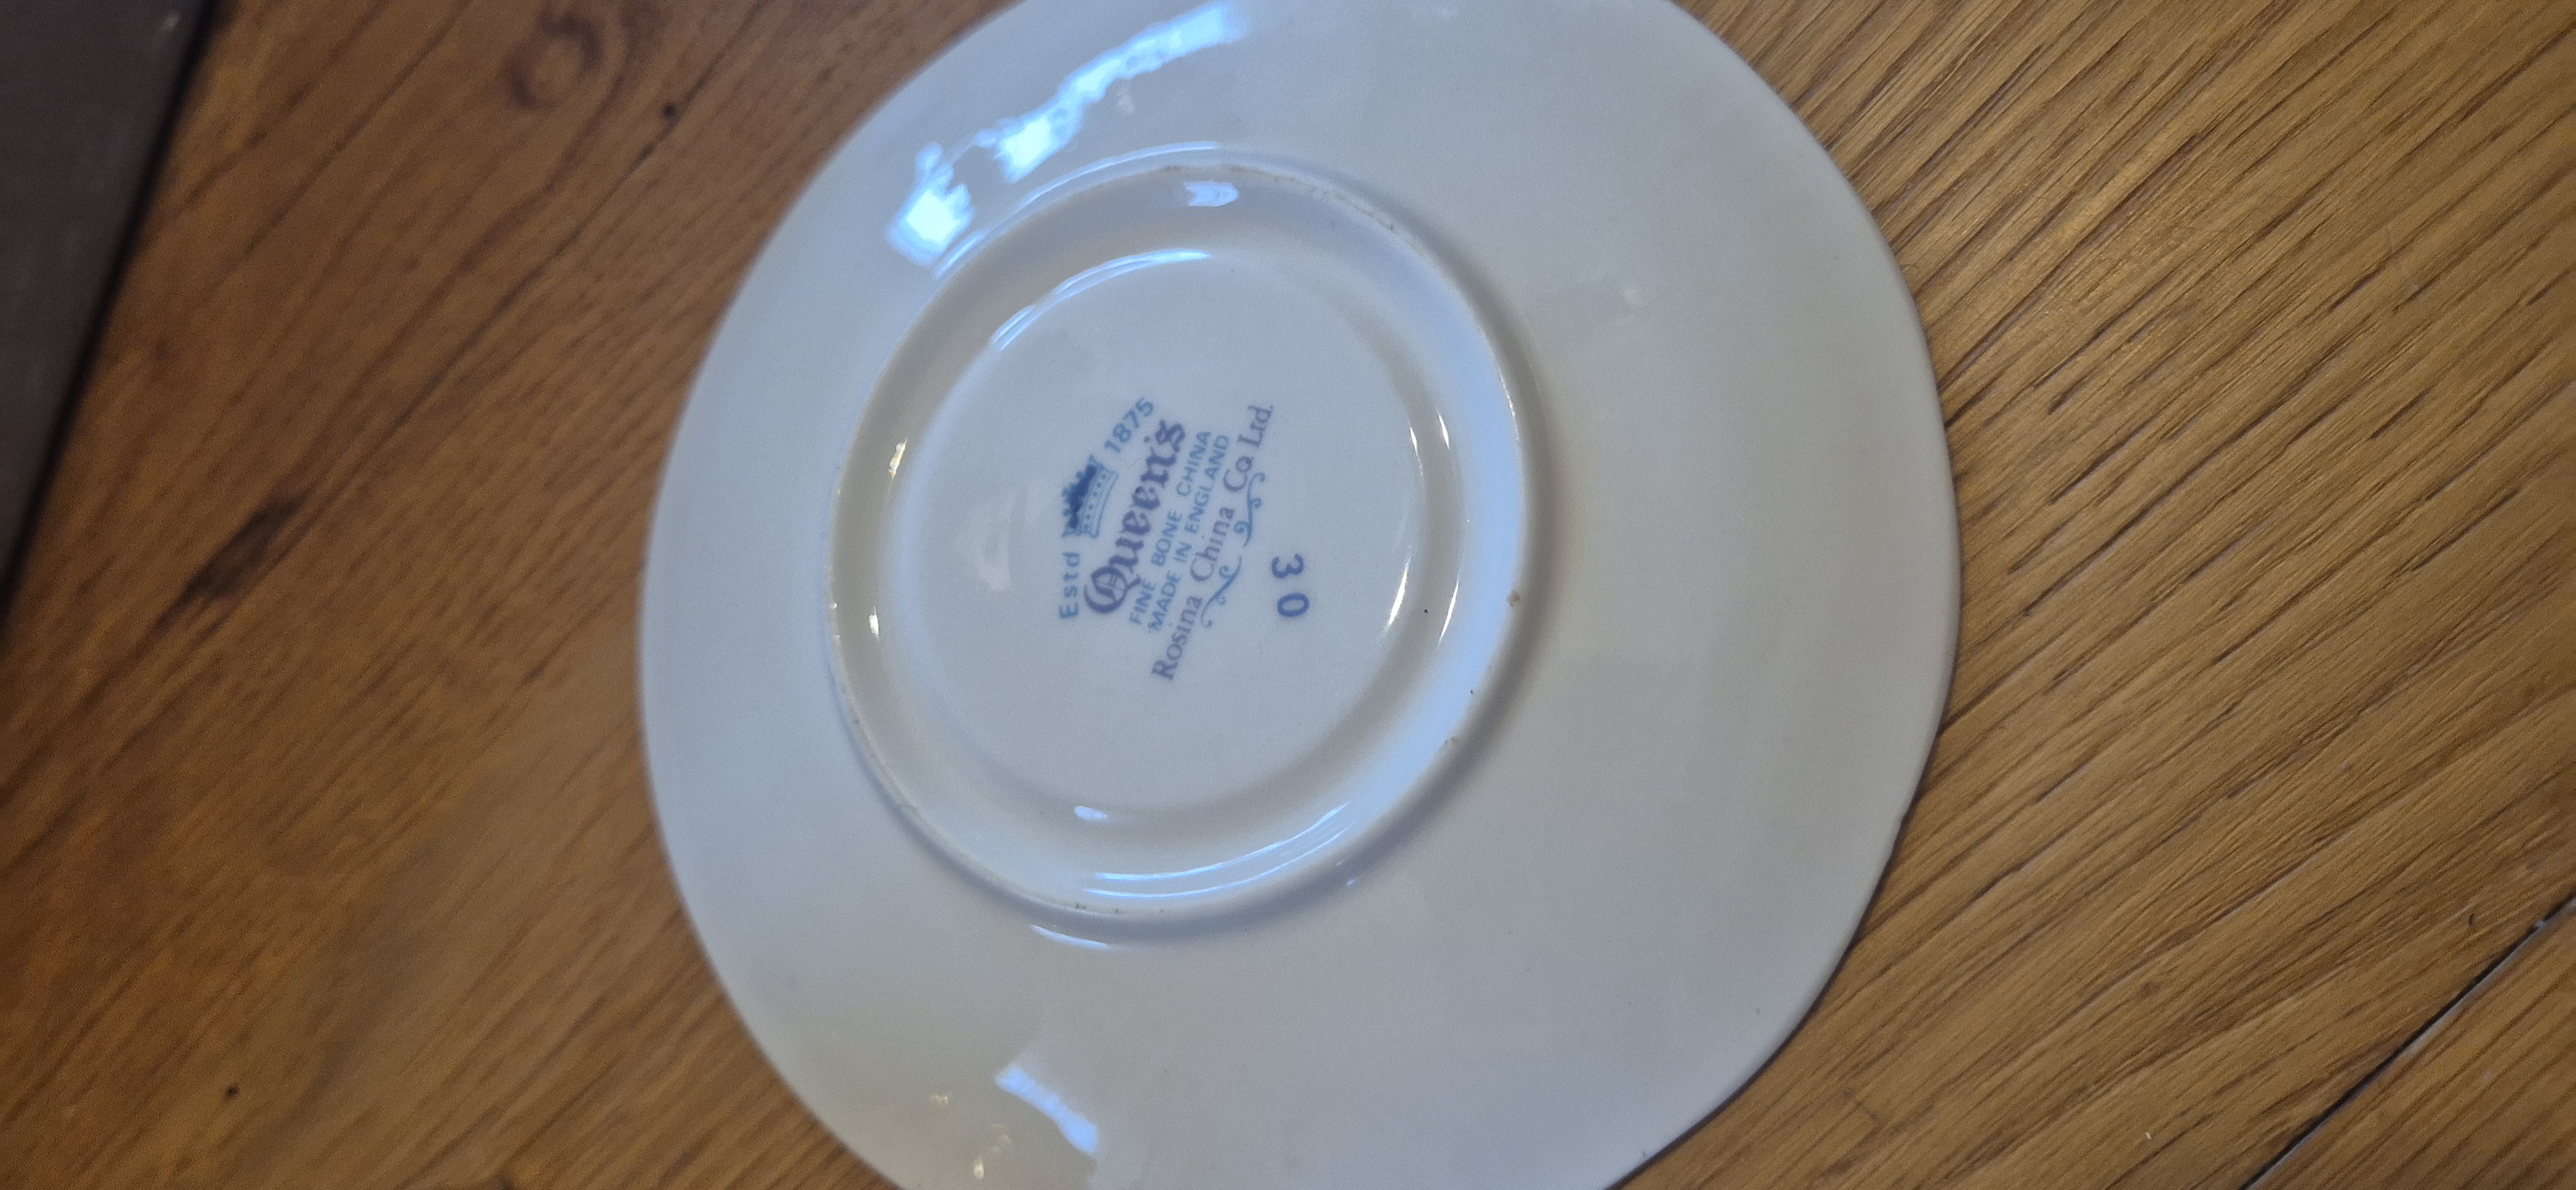 Estd 1875
Queen's
FINE BONE CHINA
MADE IN ENGLAND
Rosina China Co Ltd.
30